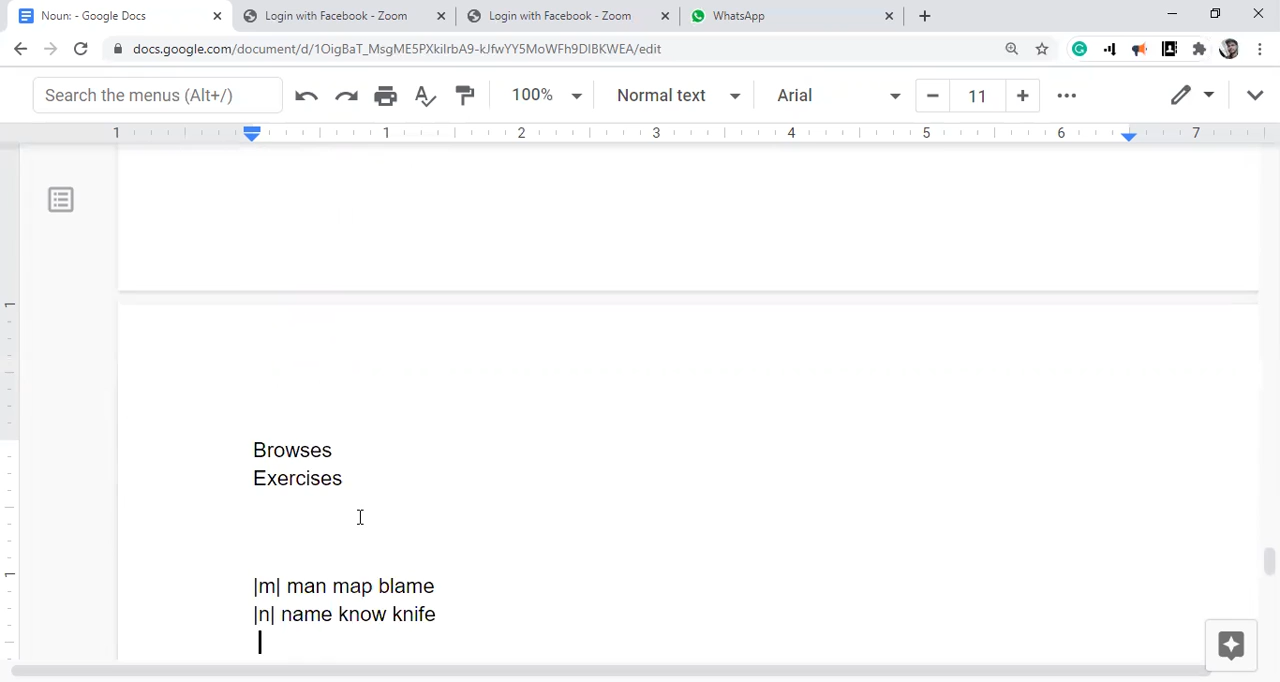 Noun: - Google Docs
Login with Facebook - Zoom
Login with Facebook - Zoom
WhatsApp
docs.google.com/document/d/1OigBaT_MsgME5PXkiIrbA9-kJfwYY5MoWFh9DIBKWEA/edit
Search the menus (Alt+/)
100%
Normal text
Arial
11
1 1 2 3 4 5 6 7
1
1
Browses
Exercises
|m| man map blame
|n| name know knife